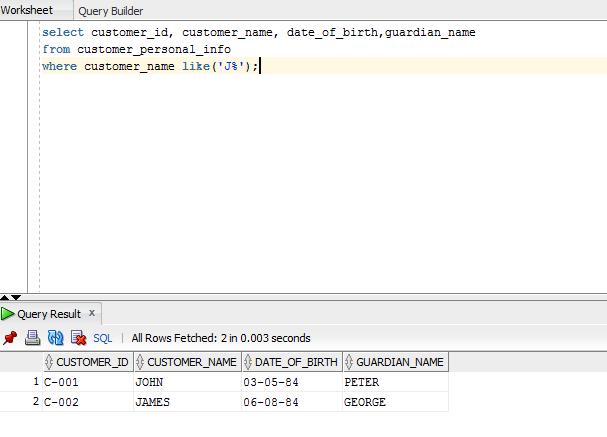 Worksheet Query Builder
select customer_id, customer_name, date_of_birth,guardian_name
from customer_personal_info
where customer_name like('J%');
Query Result x
SQL | All Rows Fetched: 2 in 0.003 seconds
CUSTOMER_ID CUSTOMER_NAME DATE_OF_BIRTH GUARDIAN_NAME
1 C-001 JOHN 03-05-84 PETER
2 C-002 JAMES 06-08-84 GEORGE